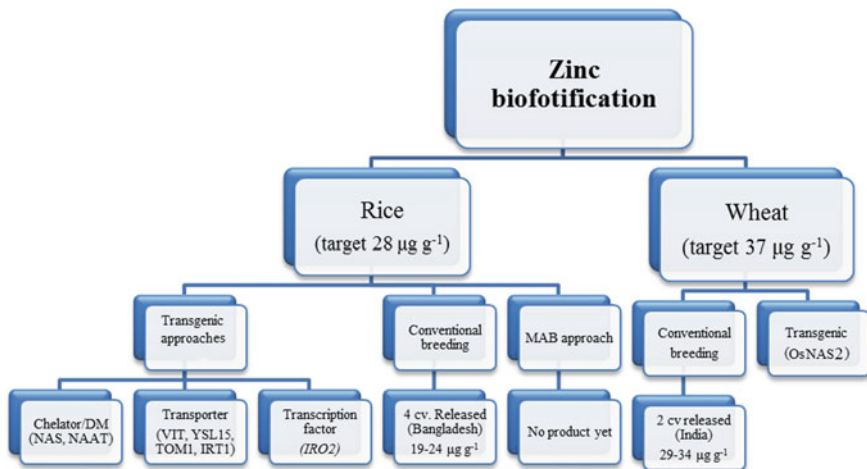 Zinc
biofotification
Rice
(target 28 µg g⁻¹)
Wheat
(target 37 µg g⁻¹)
Transgenic
approaches
Conventional
breeding
MAB approach
Conventional
breeding
Transgenic
(OsNAS2)
Chelator/DM
(NAS, NAAT)
Transporter
(VIT, YSL15,
TOM1, IRT1)
Transcription
factor
(IRO2)
4 cv. Released
(Bangladesh)
19-24 µg g⁻¹
No product yet
2 cv released
(India)
29-34 µg g⁻¹